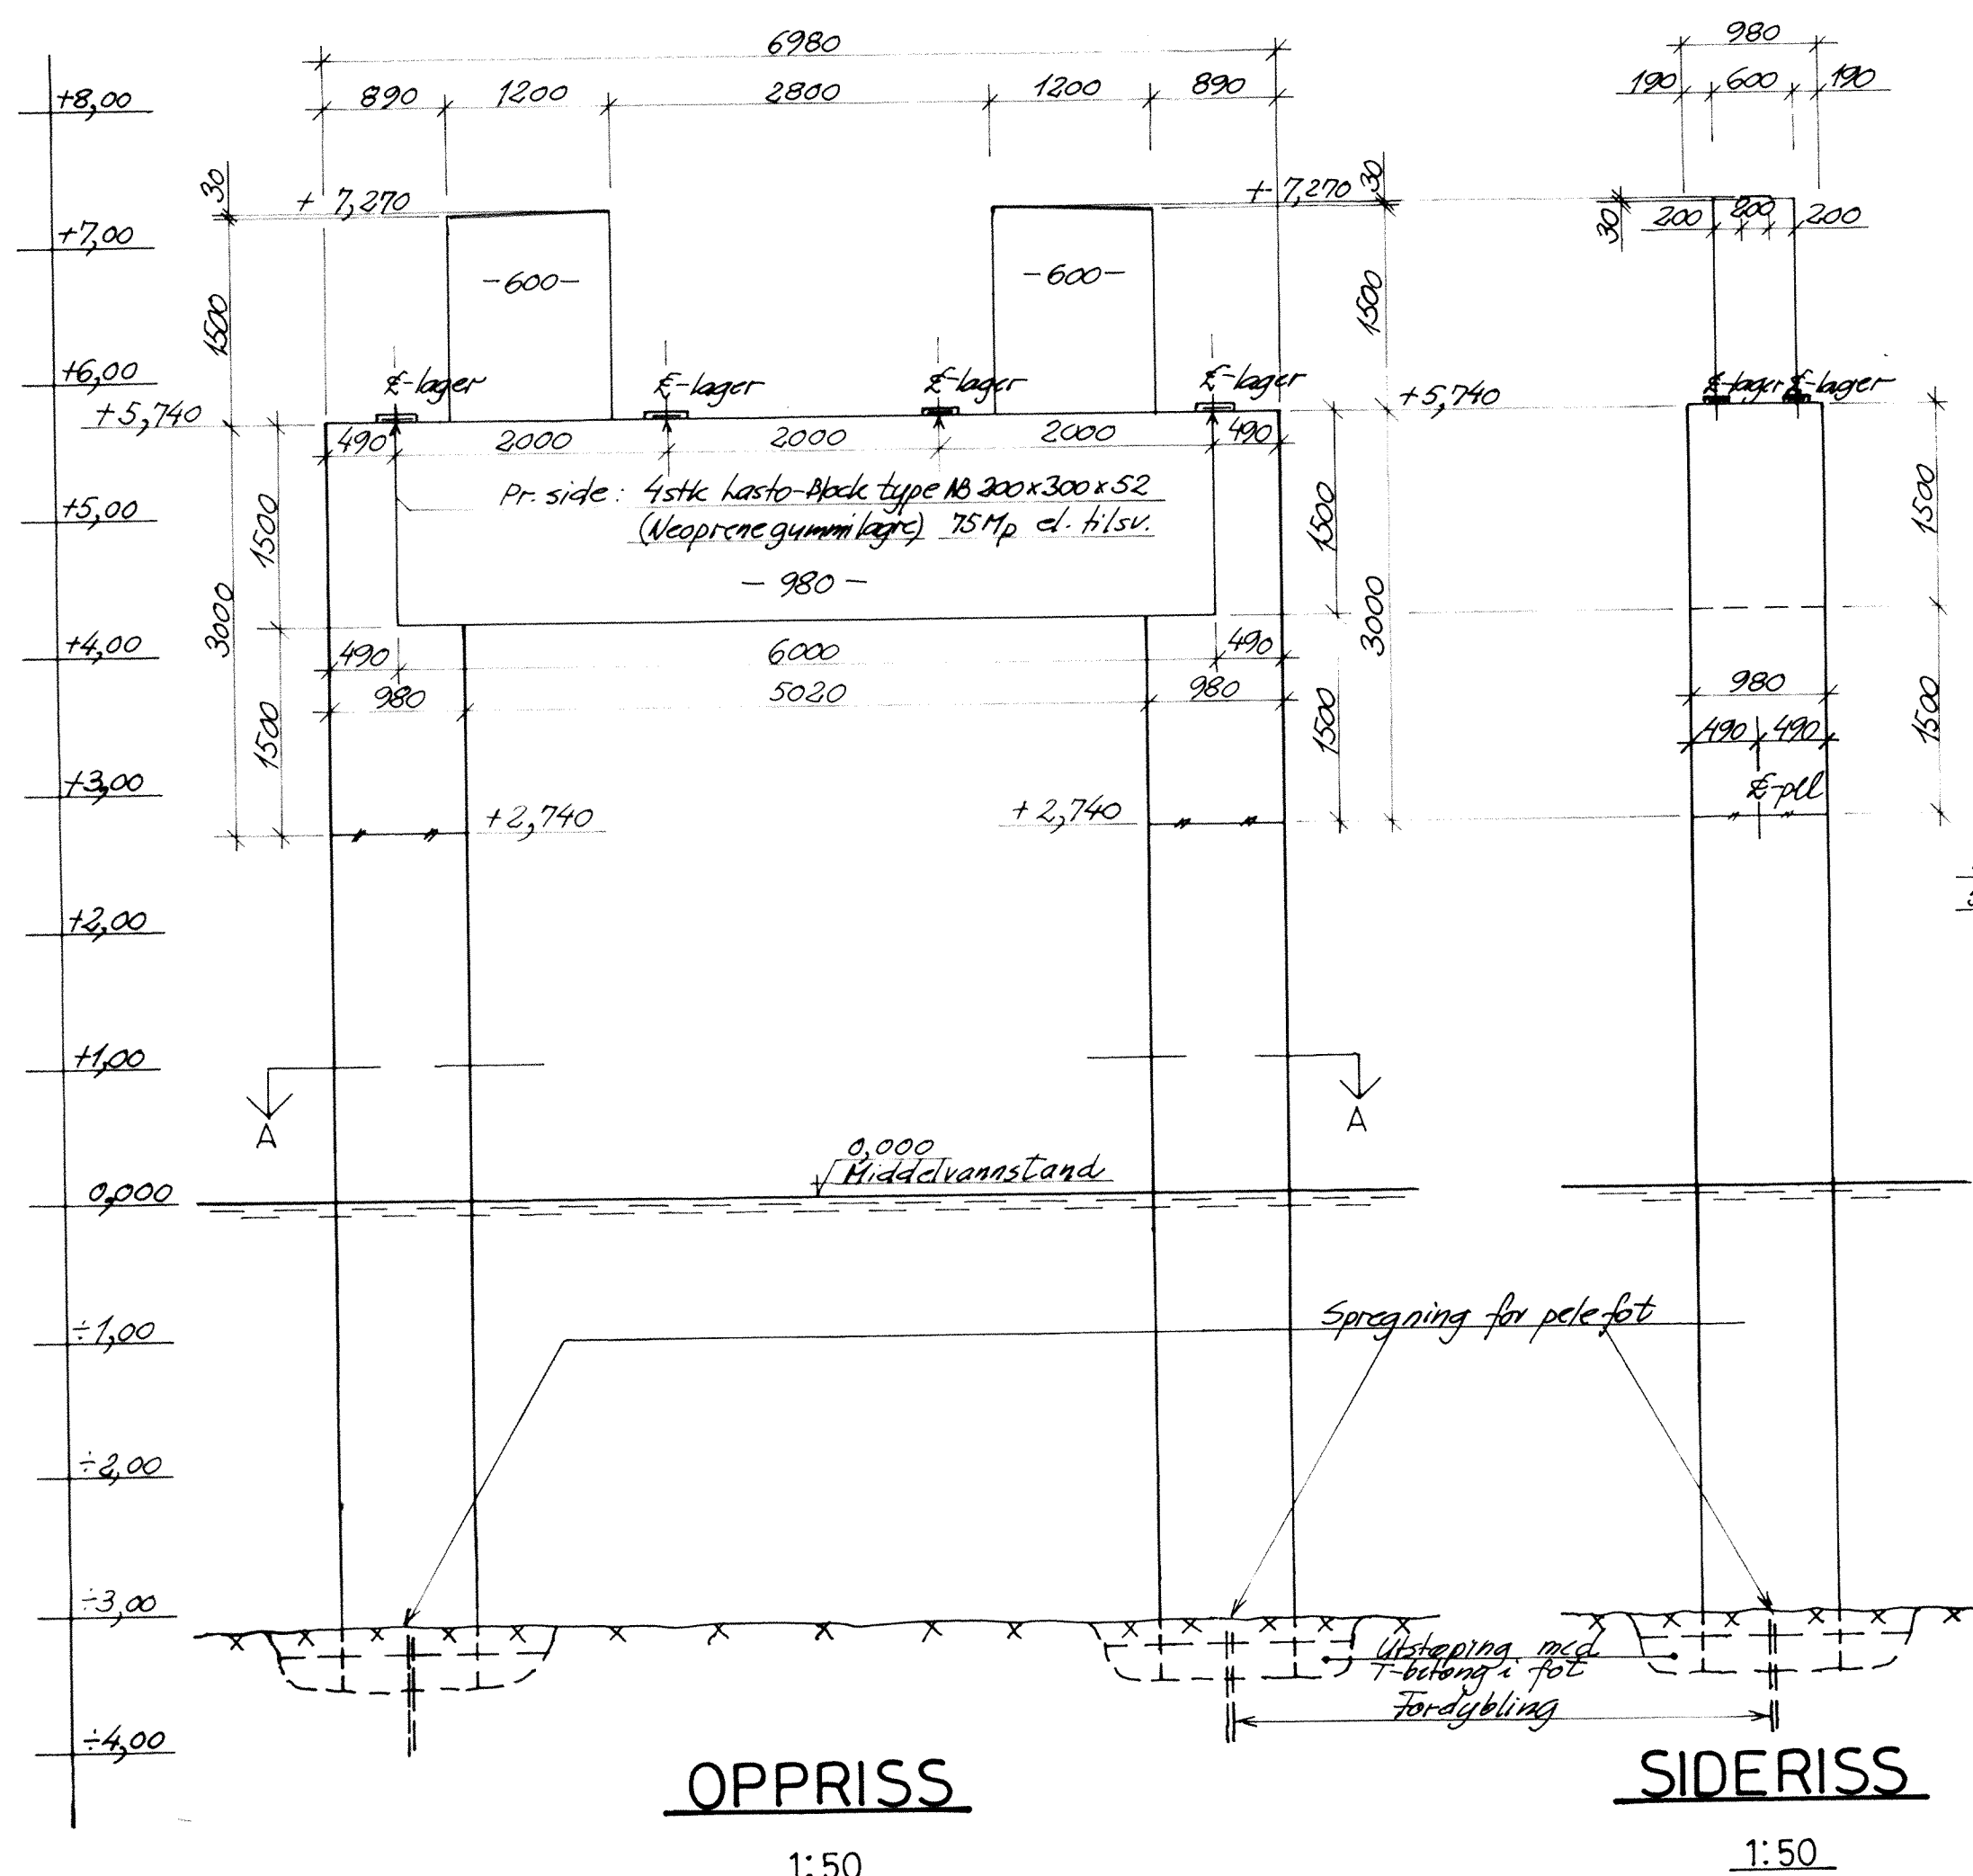 6980
980
890 1200 2800 1200 890
190 600 190
+8,00
30
+7,270
+7,270
30
30
200 200 200
+7,00
-600-
-600-
1500
1500
+6,00
₤-lager ₤-lager ₤-lager ₤-lager
₤-lager ₤-lager
+5,740
+5,740
490 2000 2000 2000 490
Pr. side: 4stk Lasto-Block type NB 200x300x52
(Neoprene gummilagre) 75Mp el. tilsv.
+5,00
1500
1500
1500
- 980 -
3000
3000
+4,00
490 6000 490
980 5020 980
980
1500
1500
1500
490 490
₤-pel
+3,00
+2,740
+2,740
+2,00
+1,00
A
A
0,000
Middelvannstand
0,000
÷1,00
Spregning for pelefot
÷2,00
÷3,00
Utstøping med
T-betong i fot
Fordybling
÷4,00
OPPRISS
SIDERISS
1:50
1:50